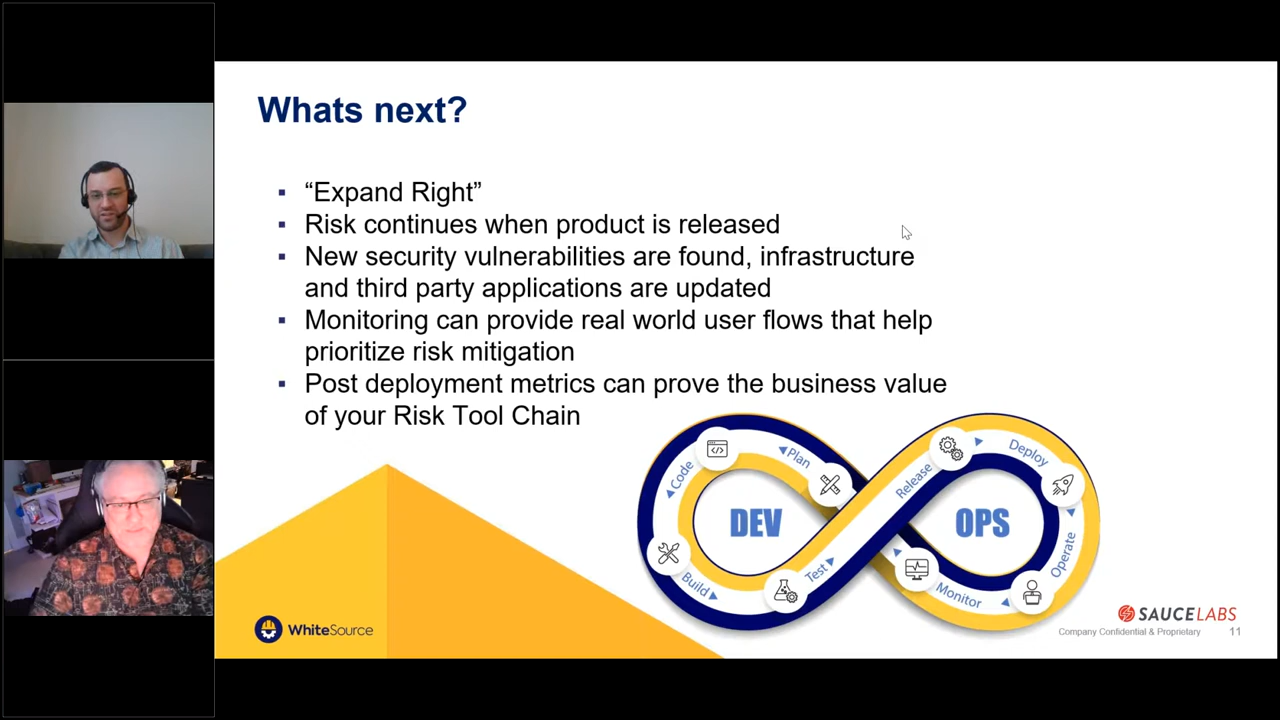 Whats next?
▪ “Expand Right”
▪ Risk continues when product is released
▪ New security vulnerabilities are found, infrastructure
and third party applications are updated
▪ Monitoring can provide real world user flows that help
prioritize risk mitigation
▪ Post deployment metrics can prove the business value
of your Risk Tool Chain
Code
Plan
Build
Test
Release
Deploy
Operate
Monitor
DEV
OPS
WhiteSource
SAUCELABS
Company Confidential & Proprietary 11